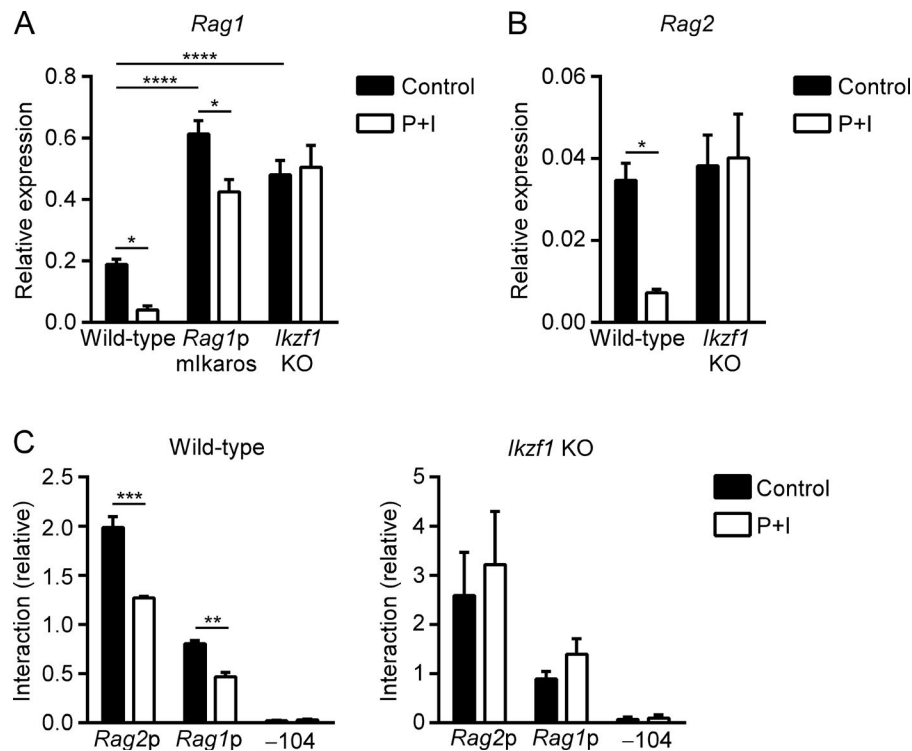 A
Rag1
****
****
*
*
0.8
0.6
0.4
0.2
0.0
Relative expression
Wild-type
Rag1p
mIkaros
Ikzf1
KO
Control
P+I
B
Rag2
*
0.06
0.04
0.02
0.00
Relative expression
Wild-type
Ikzf1
KO
Control
P+I
C
Wild-type
***
**
2.5
2.0
1.5
1.0
0.5
0.0
Interaction (relative)
Rag2p
Rag1p
−104
Ikzf1 KO
5
4
3
2
1
0
Interaction (relative)
Rag2p
Rag1p
−104
Control
P+I